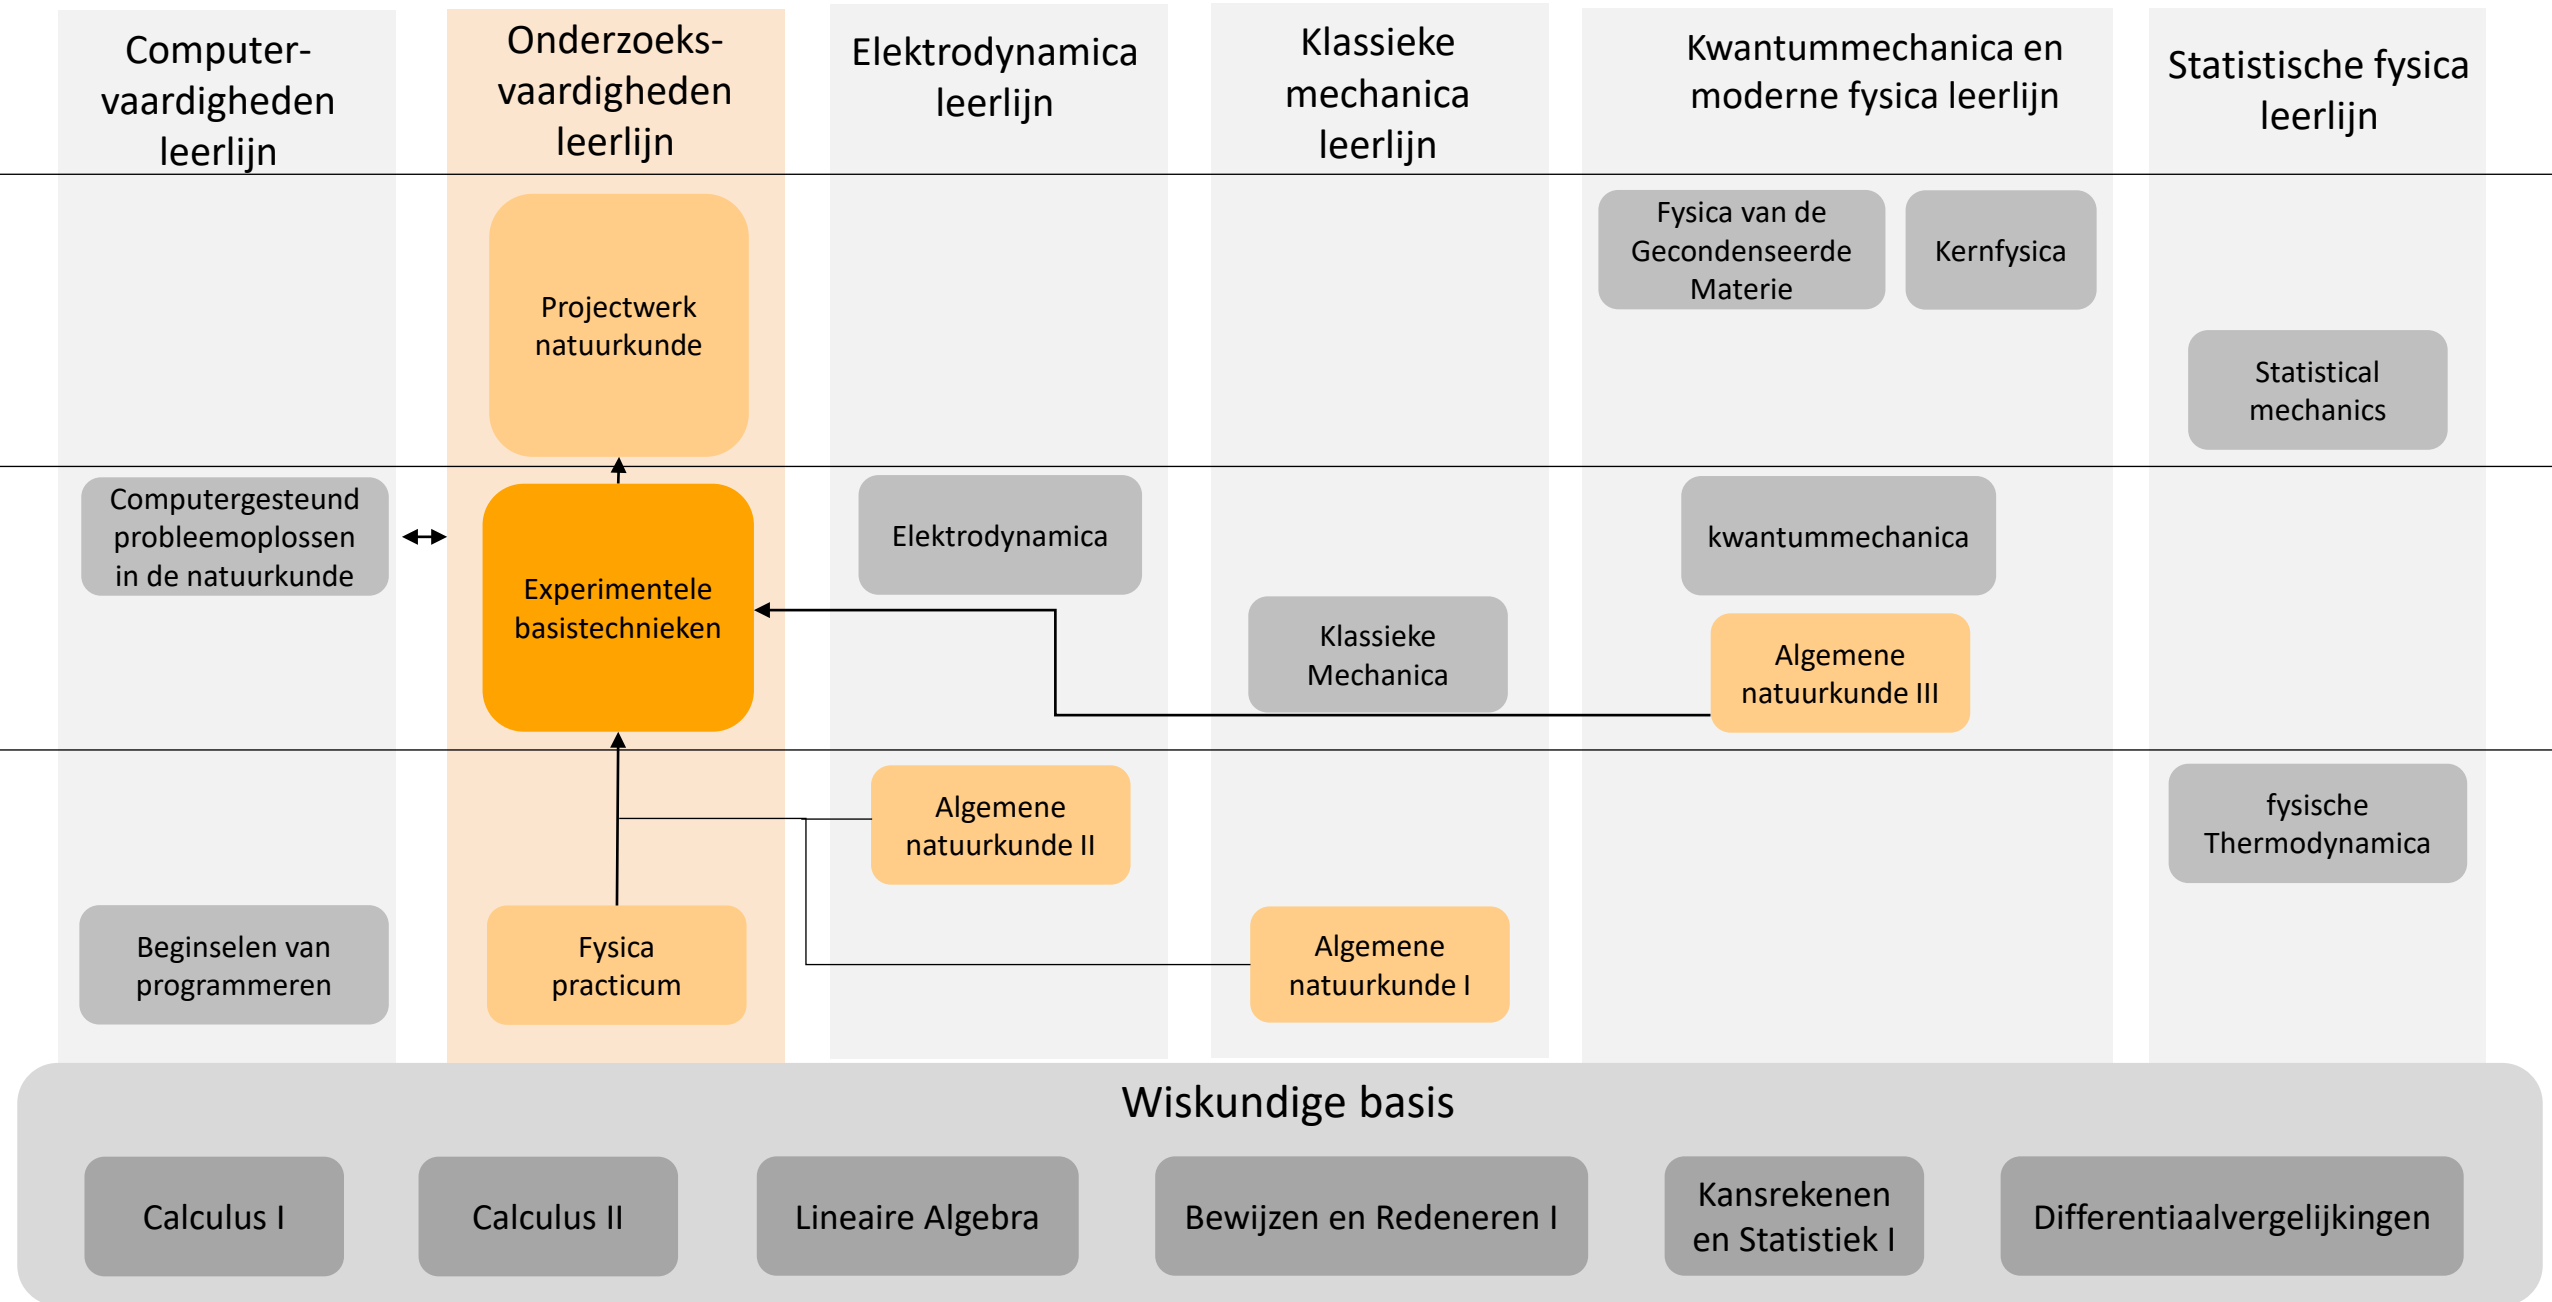 Computer-
vaardigheden
leerlijn
Onderzoeks-
vaardigheden
leerlijn
Elektrodynamica
leerlijn
Klassieke
mechanica
leerlijn
Kwantummechanica en
moderne fysica leerlijn
Statistische fysica
leerlijn
Projectwerk
natuurkunde
Fysica van de
Gecondenseerde
Materie
Kernfysica
Statistical
mechanics
Computergesteund
probleemoplossen
in de natuurkunde
Experimentele
basistechnieken
Elektrodynamica
Klassieke
Mechanica
kwantummechanica
Algemene
natuurkunde III
Algemene
natuurkunde II
fysische
Thermodynamica
Beginselen van
programmeren
Fysica
practicum
Algemene
natuurkunde I
Wiskundige basis
Calculus I
Calculus II
Lineaire Algebra
Bewijzen en Redeneren I
Kansrekenen
en Statistiek I
Differentiaalvergelijkingen